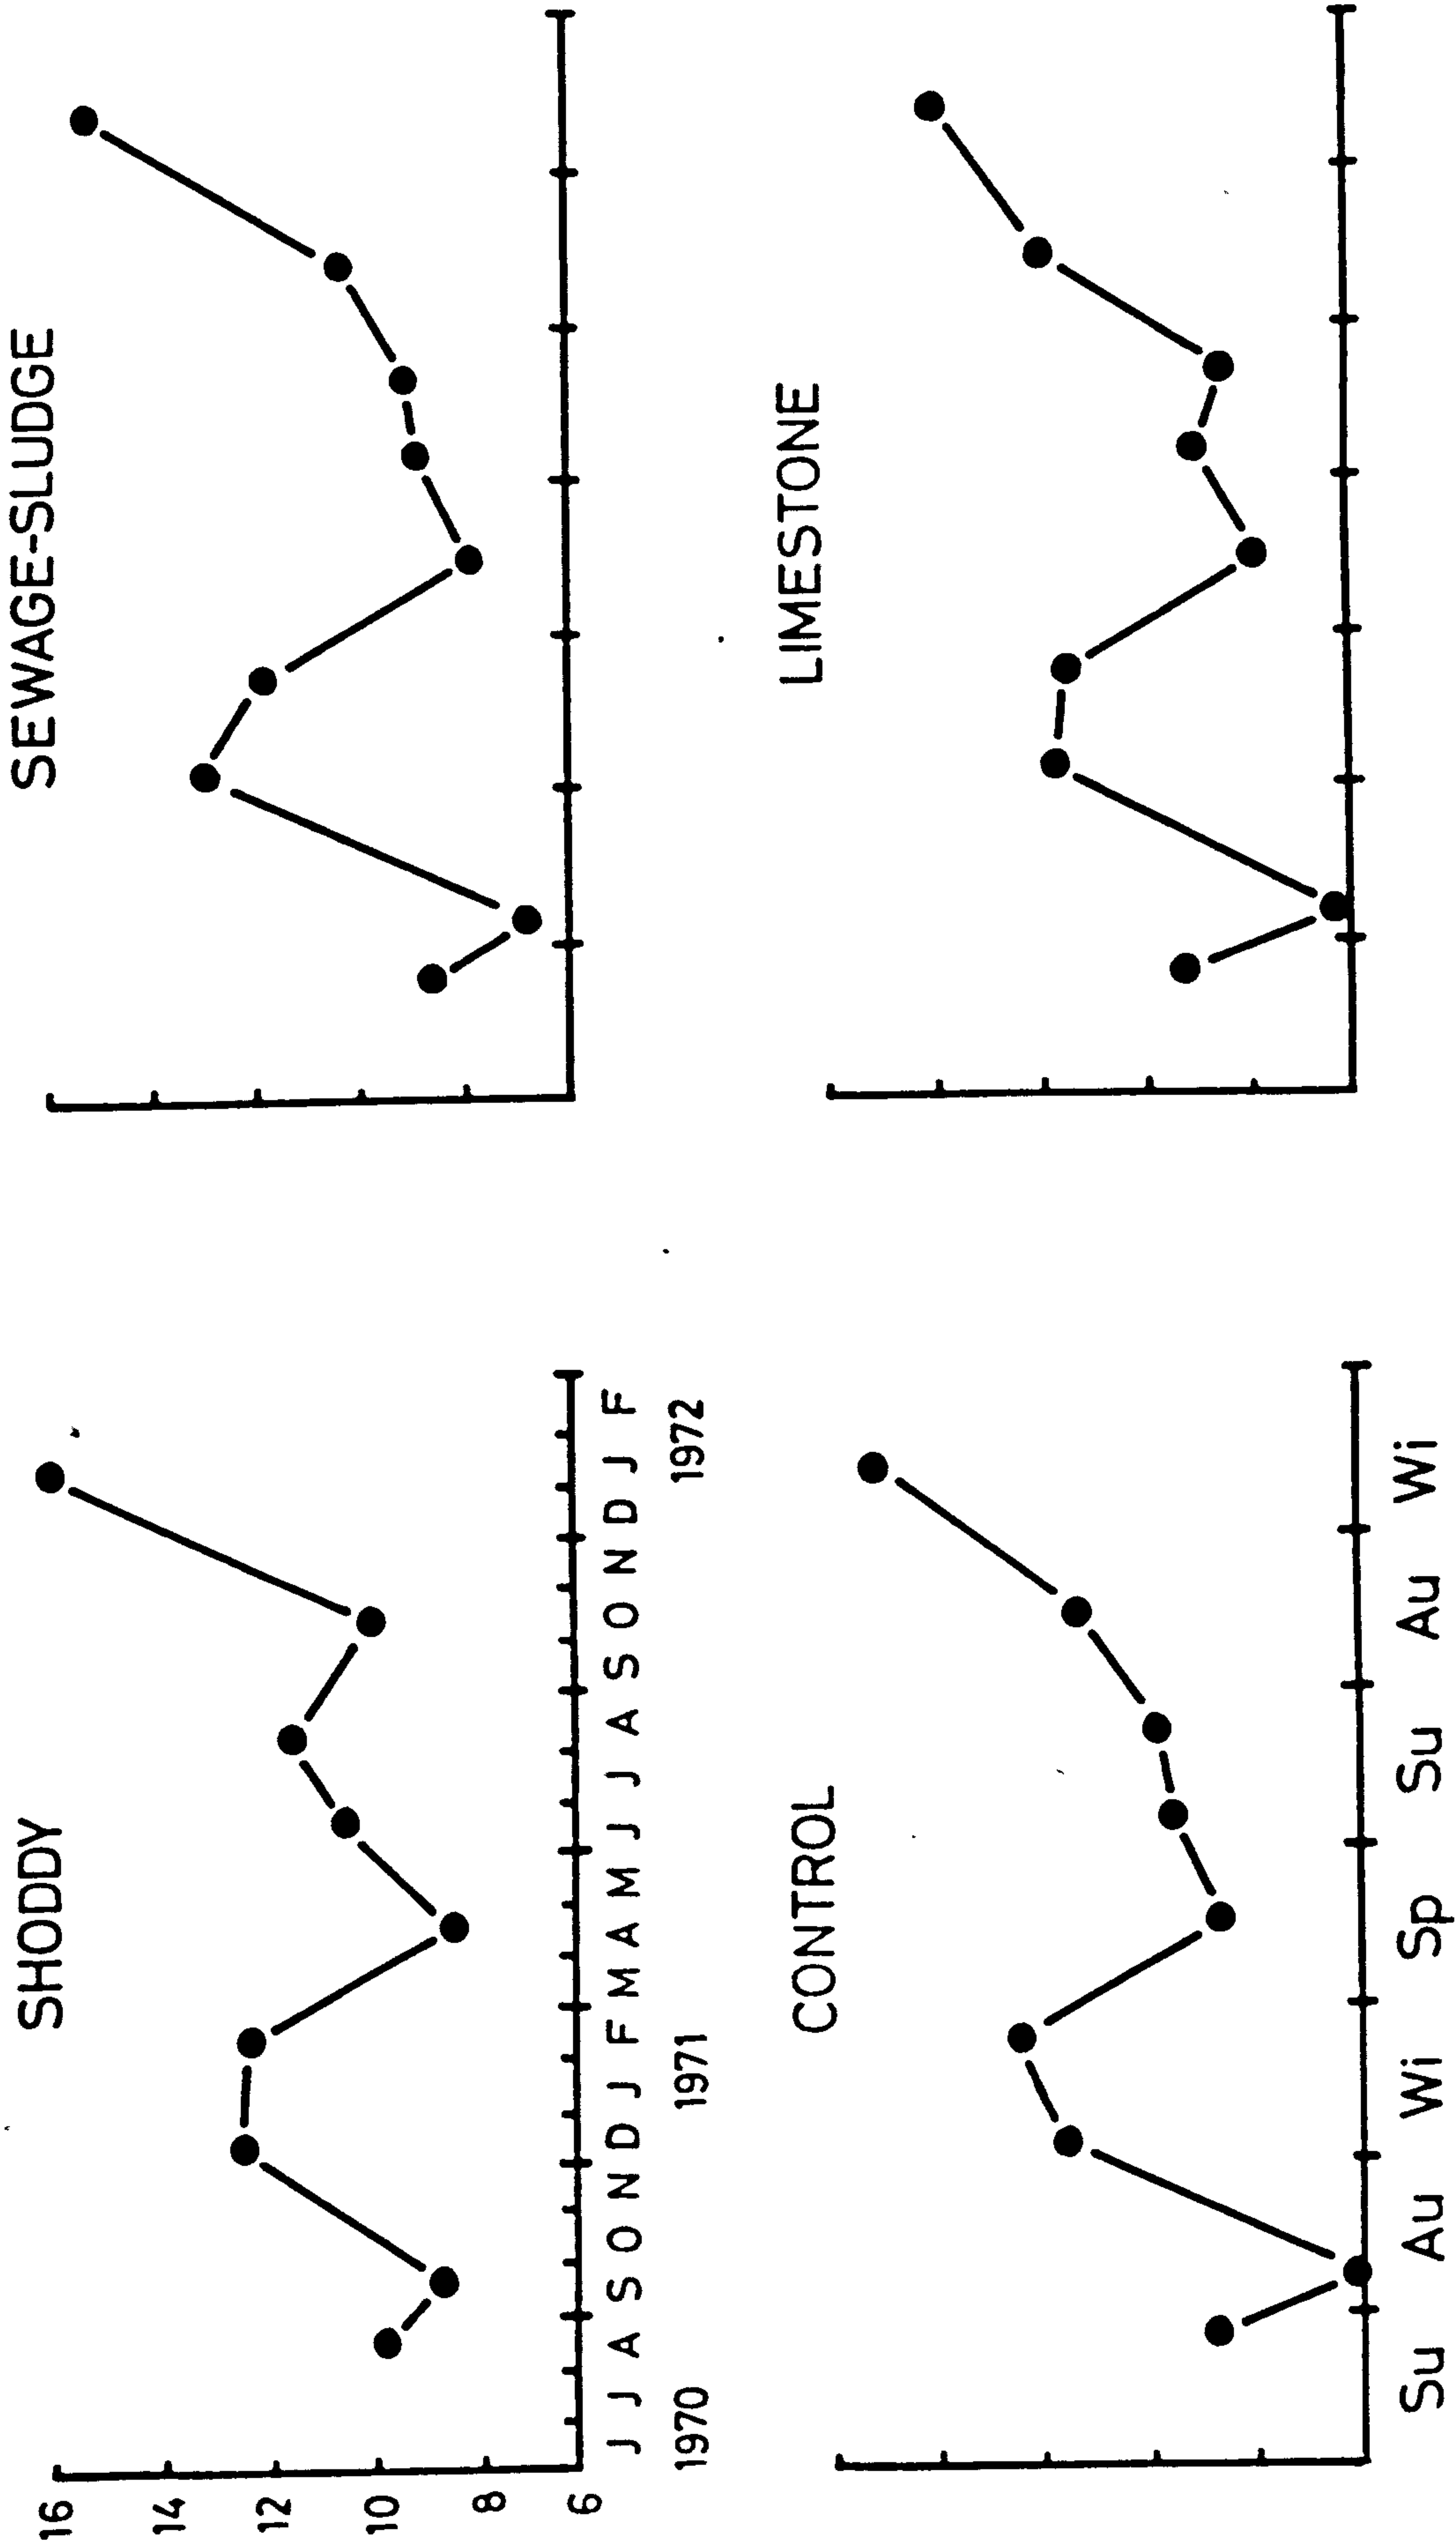 SHODDY
SEWAGE-SLUDGE
16
14
12
10
8
6
J J A S O N D J F M A M J J A S O N D J F
1970 1971 1972
CONTROL
LIMESTONE
Su Au Wi Sp Su Au Wi